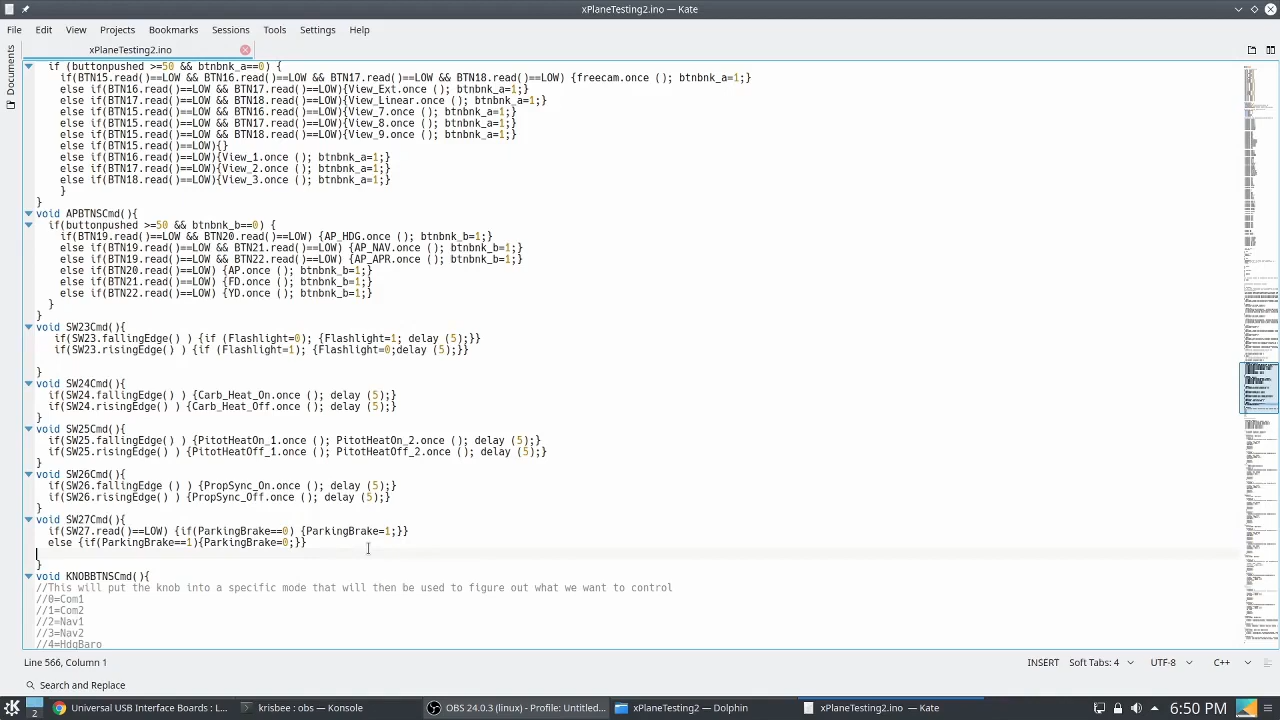 xPlaneTesting2.ino — Kate
File Edit View Projects Bookmarks Sessions Tools Settings Help
xPlaneTesting2.ino
Documents
if (buttonpushed >=50 && btnbnk_a==0) {
if(BTN15.read()==LOW && BTN16.read()==LOW && BTN17.read()==LOW && BTN18.read()==LOW) {freecam.once (); btnbnk_a=1;}
else if(BTN16.read()==LOW && BTN17.read()==LOW){View_Ext.once (); btnbnk_a=1;}
else if(BTN17.read()==LOW && BTN18.read()==LOW){View_Linear.once (); btnbnk_a=1;}
else if(BTN15.read()==LOW && BTN16.read()==LOW){View_4.once (); btnbnk_a=1;}
else if(BTN15.read()==LOW && BTN17.read()==LOW){View_5.once (); btnbnk_a=1;}
else if(BTN15.read()==LOW && BTN18.read()==LOW){View_6.once (); btnbnk_a=1;}
else if(BTN15.read()==LOW){}
else if(BTN16.read()==LOW){View_1.once (); btnbnk_a=1;}
else if(BTN17.read()==LOW){View_2.once (); btnbnk_a=1;}
else if(BTN18.read()==LOW){View_3.once (); btnbnk_a=1;}
}
}
void APBTNSCmd(){
if(buttonpushed >=50 && btnbnk_b==0) {
if(BTN19.read()==LOW && BTN20.read()==LOW) {AP_HDG.once (); btnbnk_b=1;}
else if(BTN19.read()==LOW && BTN21.read()==LOW) {AP_ALT.once (); btnbnk_b=1;}
else if(BTN19.read()==LOW && BTN22.read()==LOW) {
.once (); btnbnk_b=1;}
else if(BTN20.read()==LOW) {AP.once (); btnbnk_b=1;}
else if(BTN21.read()==LOW) {FD.once (); btnbnk_b=1;}
else if(BTN22.read()==LOW) {YD.once (); btnbnk_b=1;}
}
}
void SW23Cmd(){
if(SW23.fallingEdge( ) ) {if (Flashlight=0); {Flashlight=1, delay (5);}}
if(SW23.risingEdge( ) ) {if (Flashlight=1); {Flashlight=0, delay (5);}}
}
void SW24Cmd(){
if(SW24.fallingEdge( ) ) {Carb_Heat_On.once (); delay (5);}
if(SW24.risingEdge( ) ) {Carb_Heat_Off.once (); delay (5);}
}
void SW25Cmd(){
if(SW25.fallingEdge( ) ) {PitotHeatOn_1.once (); PitotHeatOff_2.once (); delay (5);}
if(SW25.risingEdge( ) ) {PitotHeatOff_1.once (); PitotHeatOff_2.once (); delay (5);}
}
void SW26Cmd(){
if(SW26.fallingEdge ( ) ) {PropSync_On.once (); delay (5);}
if(SW26.risingEdge( ) ) {PropSync_Off.once (); delay (5);}
}
void SW27Cmd(){
if(SW27.read()==LOW) {if(ParkingBrake==0) {ParkingBrake=1;}}
else {if(ParkingBrake==1){ParkingBrake=0;}}
}
void KNOBBTNSCmd(){
//This will put the knob into a specific mode that will be used to figure out what we want
//0=Com1
//1=Com2
//2=Nav1
//3=Nav2
//4=HdgBaro
Line 566, Column 1 INSERT Soft Tabs: 4 UTF-8 C++
Search and Replace
Universal USB Interface Boards : L... krisbee : obs — Konsole OBS 24.0.3 (linux) - Profile: Untitled... xPlaneTesting2 — Dolphin xPlaneTesting2.ino — Kate 6:50 PM